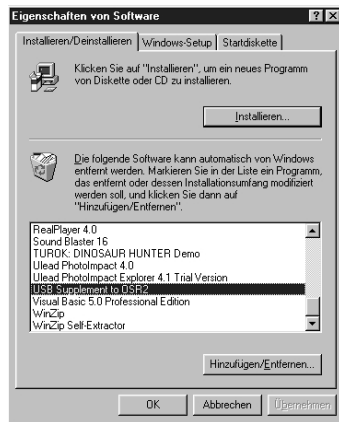 Eigenschaften von Software
Installieren/Deinstallieren Windows-Setup Startdiskette
Klicken Sie auf "Installieren", um ein neues Programm
von Diskette oder CD zu installieren.
Installieren...
Die folgende Software kann automatisch von Windows
entfernt werden. Markieren Sie in der Liste ein Programm,
das entfernt oder dessen Installationsumfang modifiziert
werden soll, und klicken Sie dann auf
"Hinzufügen/Entfernen".
RealPlayer 4.0
Sound Blaster 16
TUROK: DINOSAUR HUNTER Demo
Ulead PhotoImpact 4.0
Ulead PhotoImpact Explorer 4.1 Trial Version
USB Supplement to OSR2
Visual Basic 5.0 Professional Edition
WinZip
WinZip Self-Extractor
Hinzufügen/Entfernen...
OK Abbrechen Übernehmen